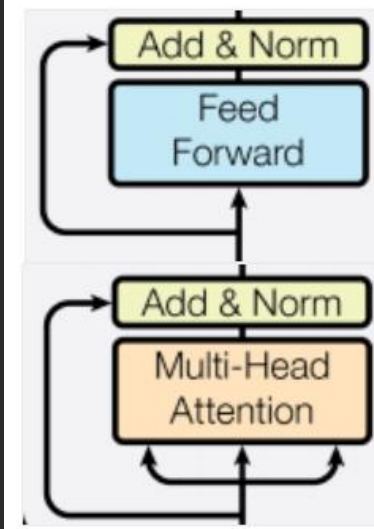 Add & Norm
Feed
Forward
Add & Norm
Multi-Head
Attention